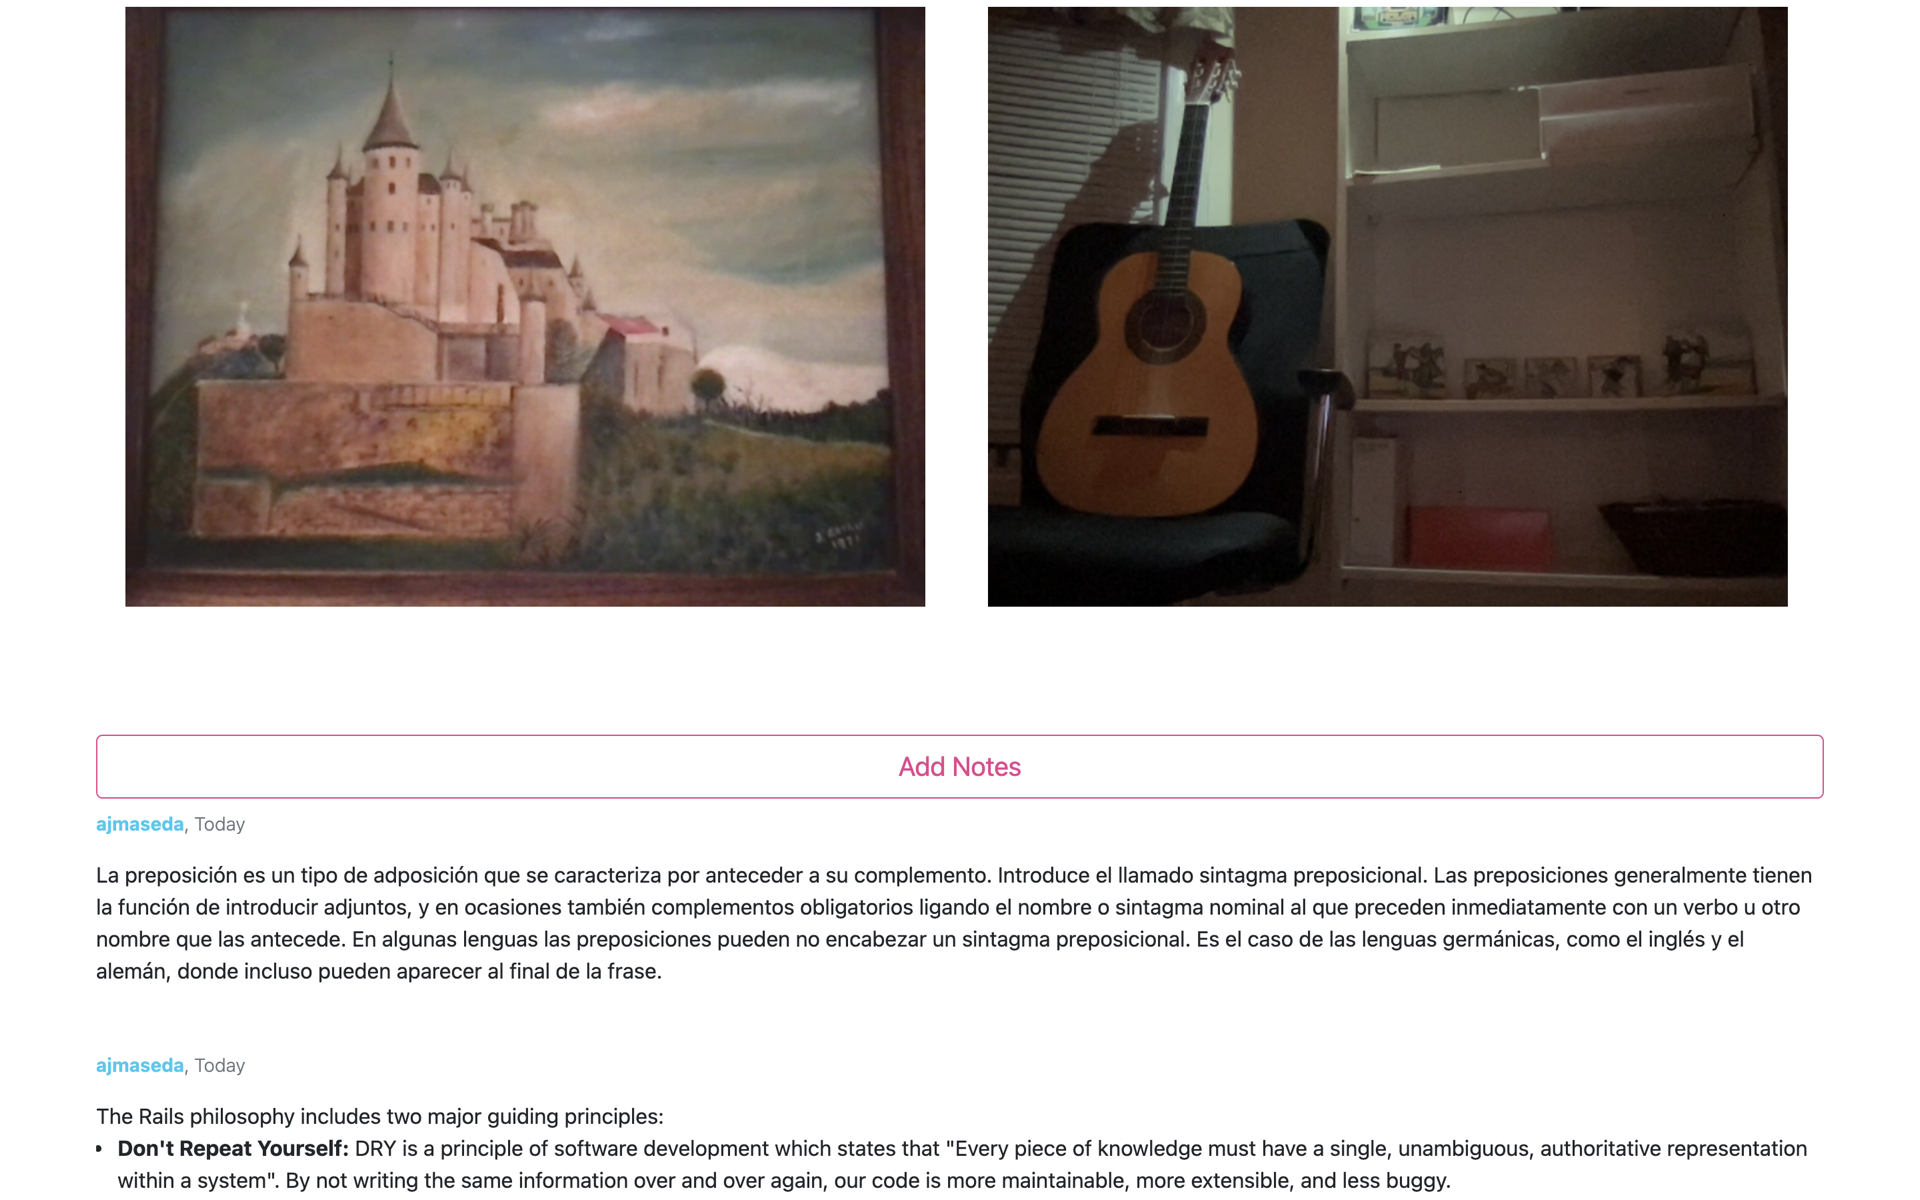 1971
Add Notes
ajmaseda, Today
La preposición es un tipo de adposición que se caracteriza por anteceder a su complemento. Introduce el llamado sintagma preposicional. Las preposiciones generalmente tienen
la función de introducir adjuntos, y en ocasiones también complementos obligatorios ligando el nombre o sintagma nominal al que preceden inmediatamente con un verbo u otro
nombre que las antecede. En algunas lenguas las preposiciones pueden no encabezar un sintagma preposicional. Es el caso de las lenguas germánicas, como el inglés y el
alemán, donde incluso pueden aparecer al final de la frase.
ajmaseda, Today
The Rails philosophy includes two major guiding principles:
• Don't Repeat Yourself: DRY is a principle of software development which states that "Every piece of knowledge must have a single, unambiguous, authoritative representation
within a system". By not writing the same information over and over again, our code is more maintainable, more extensible, and less buggy.